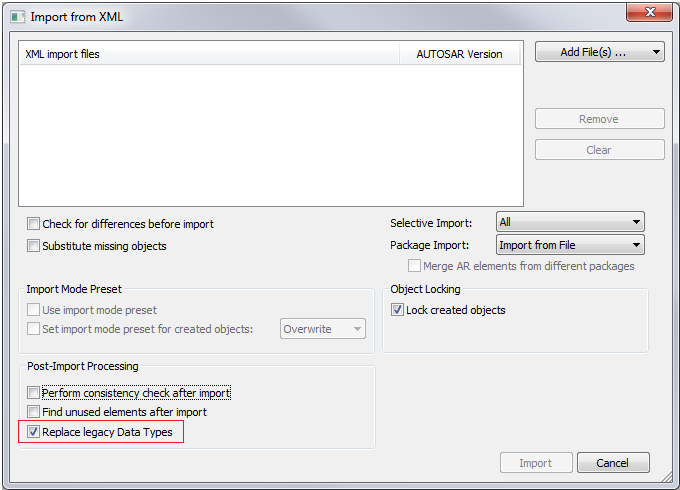 Import from XML
XML import files AUTOSAR Version
Add File(s) ...
Remove
Clear
Check for differences before import
Substitute missing objects
Selective Import: All
Package Import: Import from File
Merge AR elements from different packages
Import Mode Preset
Use import mode preset
Set import mode preset for created objects: Overwrite
Object Locking
Lock created objects
Post-Import Processing
Perform consistency check after import
Find unused elements after import
Replace legacy Data Types
Import Cancel